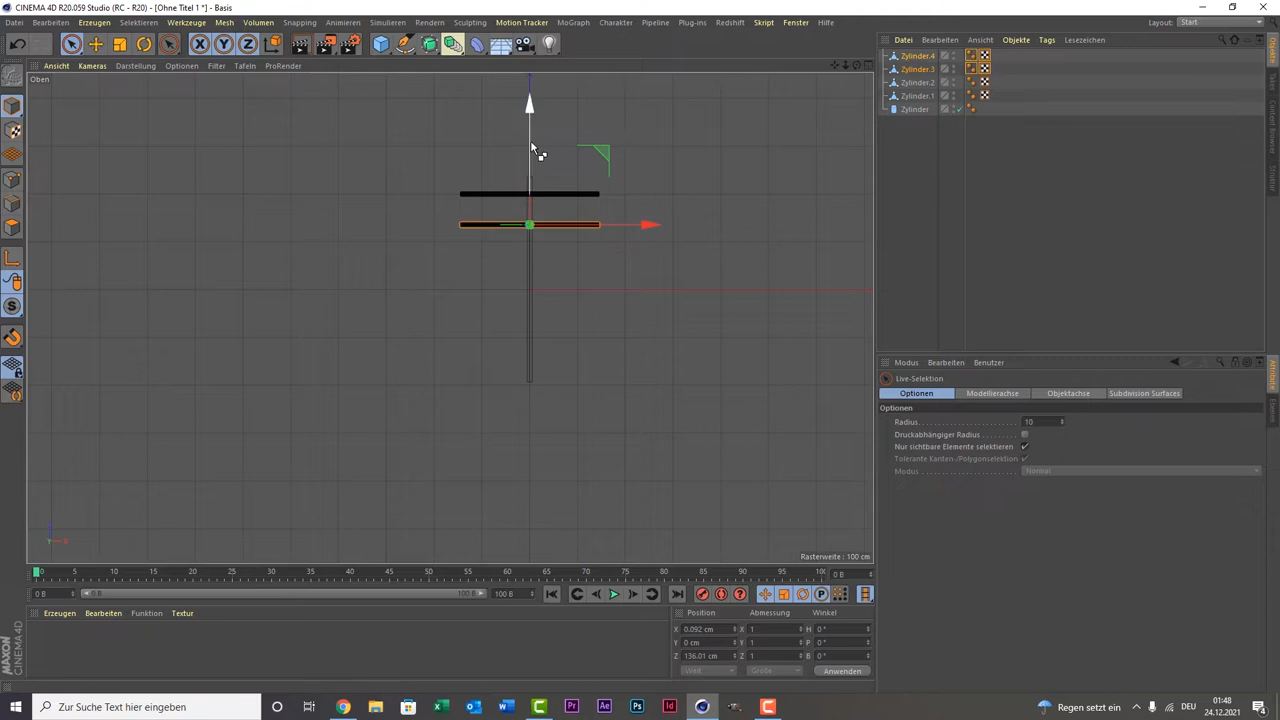 CINEMA 4D R20.059 Studio (RC - R20) - [Ohne Titel 1 *] - Basis
Datei Bearbeiten Erzeugen Selektieren Werkzeuge Mesh Volumen Snapping Animieren Simulieren Rendern Sculpting Motion Tracker MoGraph Charakter Pipeline Plug-ins Redshift Skript Fenster Hilfe Layout: Start
Ansicht Kameras Darstellung Optionen Filter Tafeln ProRender
Oben
Rasterweite : 100 cm
Datei Bearbeiten Ansicht Objekte Tags Lesezeichen
Zylinder.4
Zylinder.3
Zylinder.2
Zylinder.1
Zylinder
Objekte
Takes
Content Browser
Struktur
Modus Bearbeiten Benutzer
Live-Selektion
Optionen Modellierachse Objektachse Subdivision Surfaces
Optionen
Radius 10
Druckabhängiger Radius
Nur sichtbare Elemente selektieren
Tolerante Kanten-/Polygonselektion
Modus Normal
Attribute
Ebenen
0 5 10 15 20 25 30 35 40 45 50 55 60 65 70 75 80 85 90 95 100 0 B
0 B 0 B 100 B 100 B
Erzeugen Bearbeiten Funktion Textur
Position Abmessung Winkel
X 0.092 cm X 1 H 0 °
Y 0 cm Y 1 P 0 °
Z 136.01 cm Z 1 B 0 °
Welt Größe Anwenden
MAXON CINEMA 4D
Zur Suche Text hier eingeben
Regen setzt ein DEU 01:48 24.12.2021